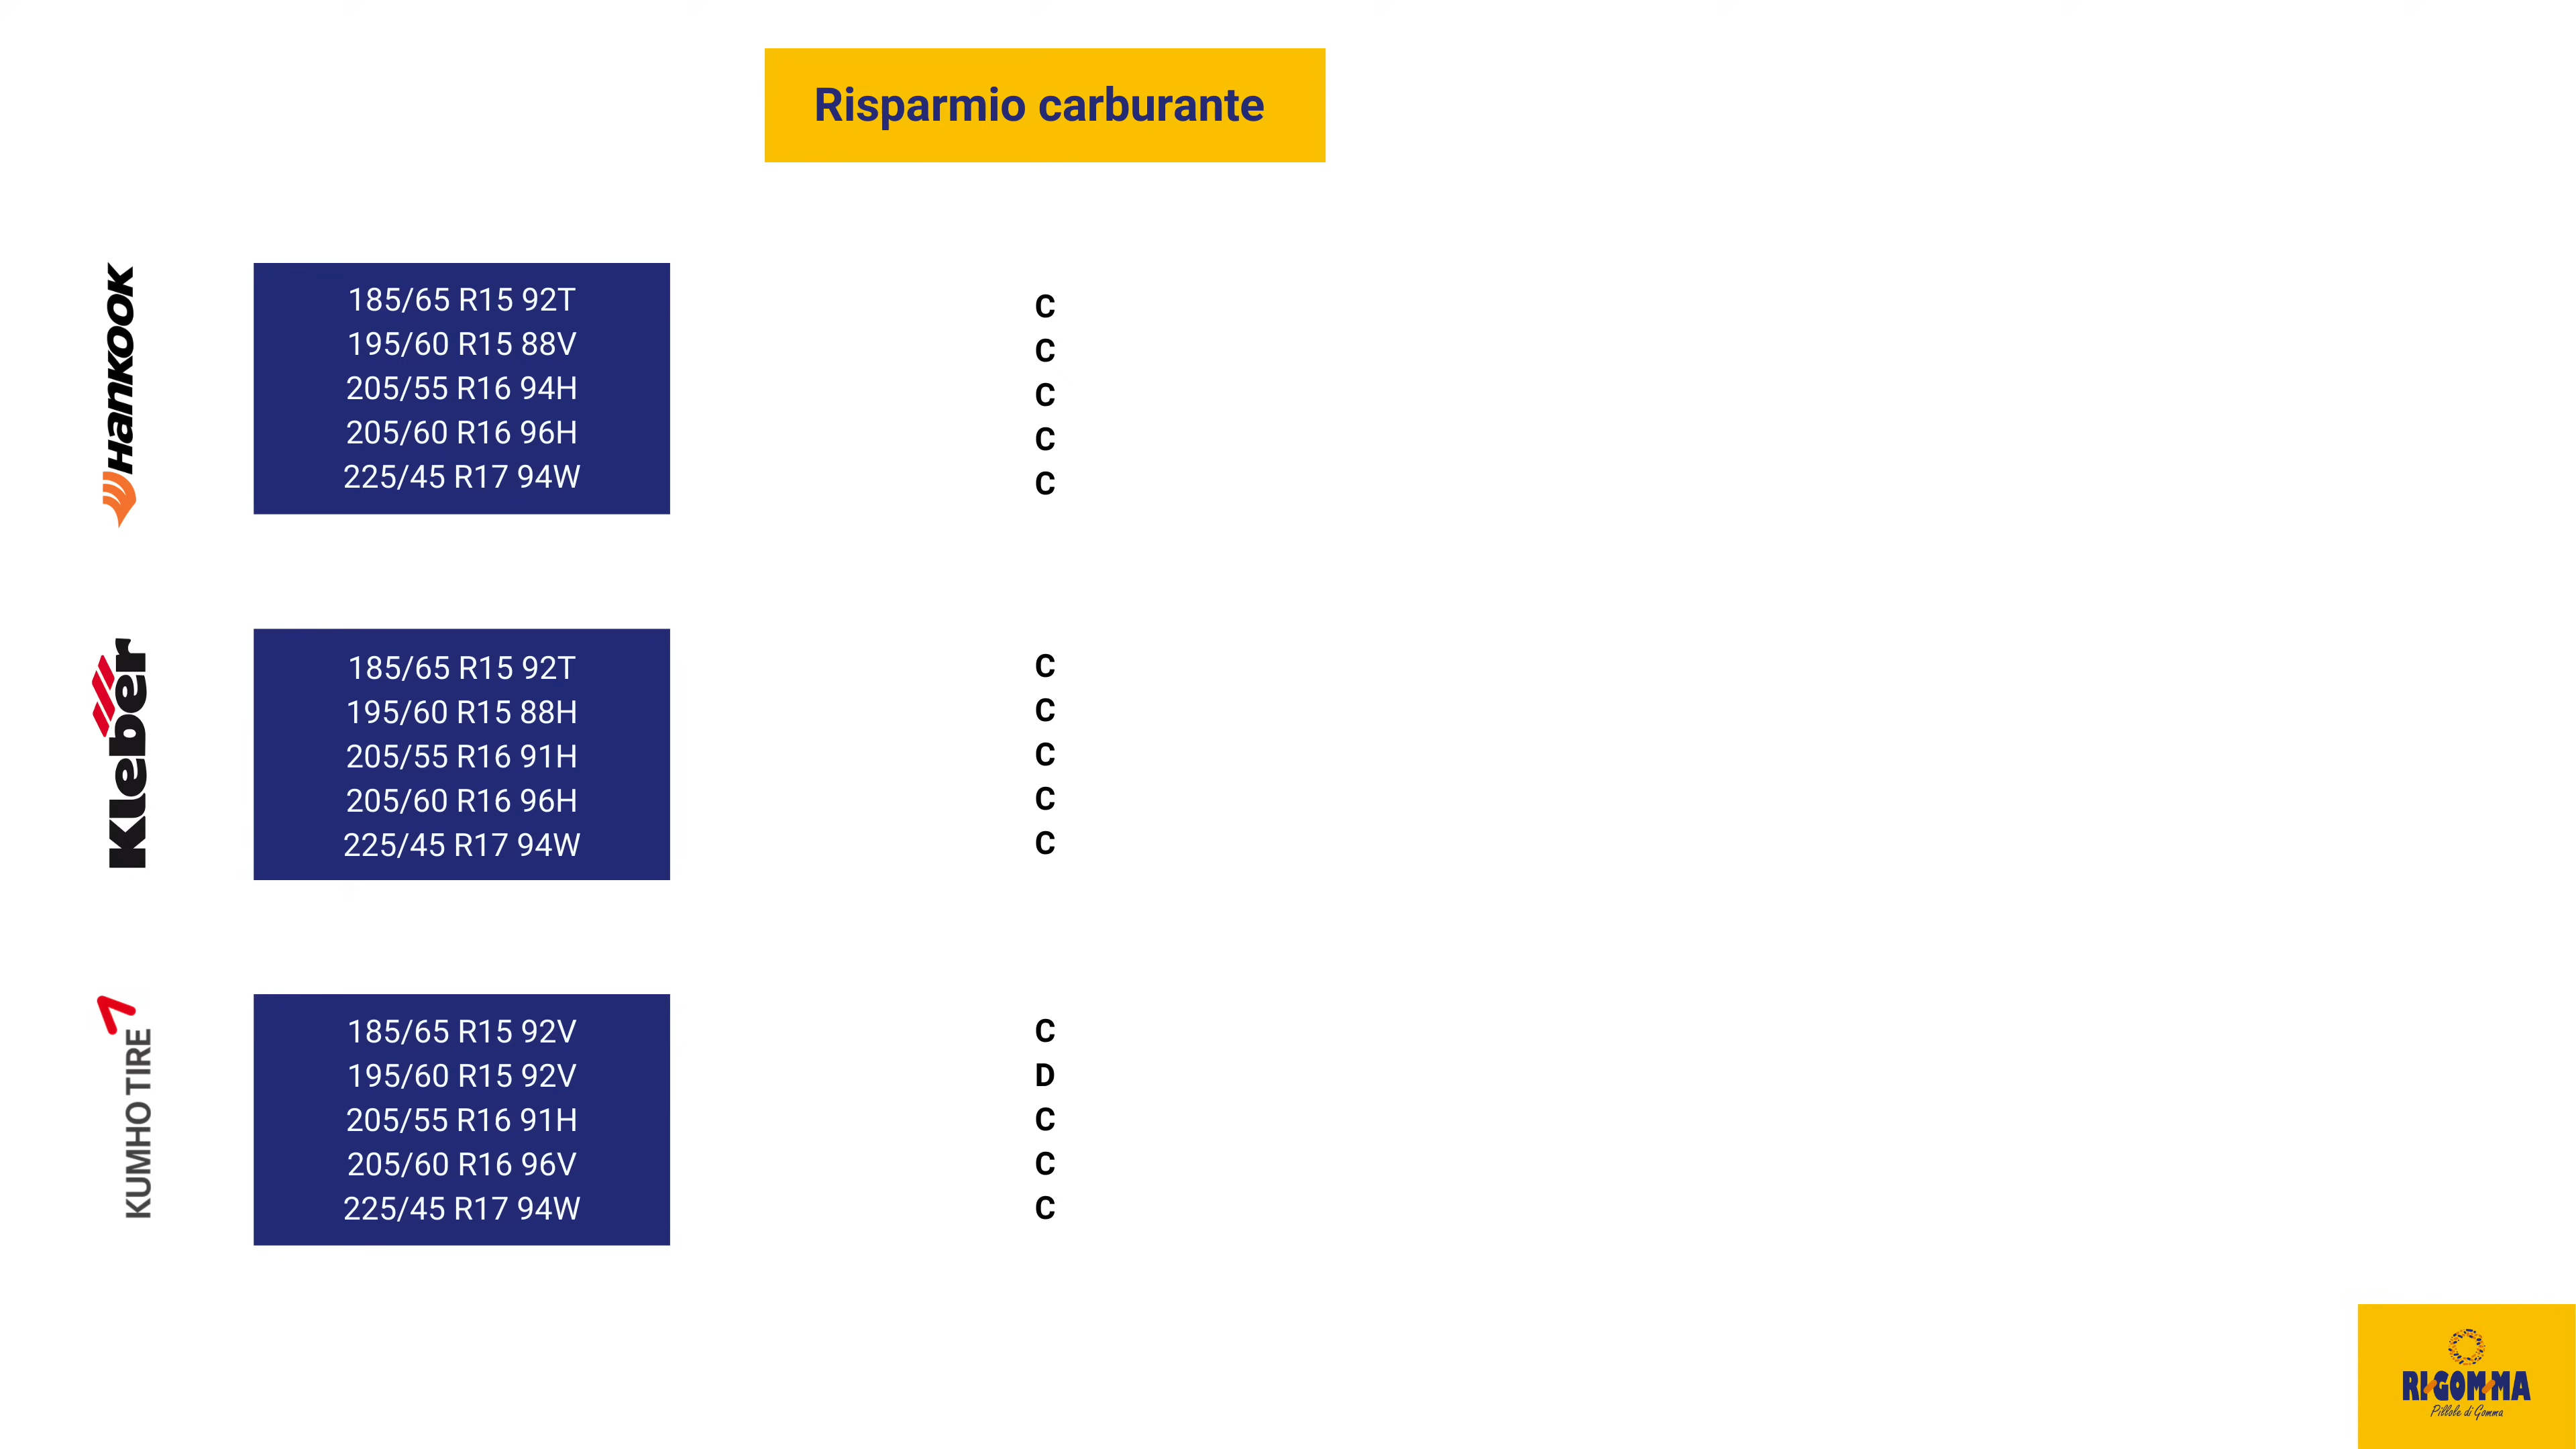 Risparmio carburante
Hankook
185/65 R15 92T
195/60 R15 88V
205/55 R16 94H
205/60 R16 96H
225/45 R17 94W
C
C
C
C
C
Kleber
185/65 R15 92T
195/60 R15 88H
205/55 R16 91H
205/60 R16 96H
225/45 R17 94W
C
C
C
C
C
KUMHO TIRE
185/65 R15 92V
195/60 R15 92V
205/55 R16 91H
205/60 R16 96V
225/45 R17 94W
C
D
C
C
C
RI-GOMMA
Pillole di Gomma